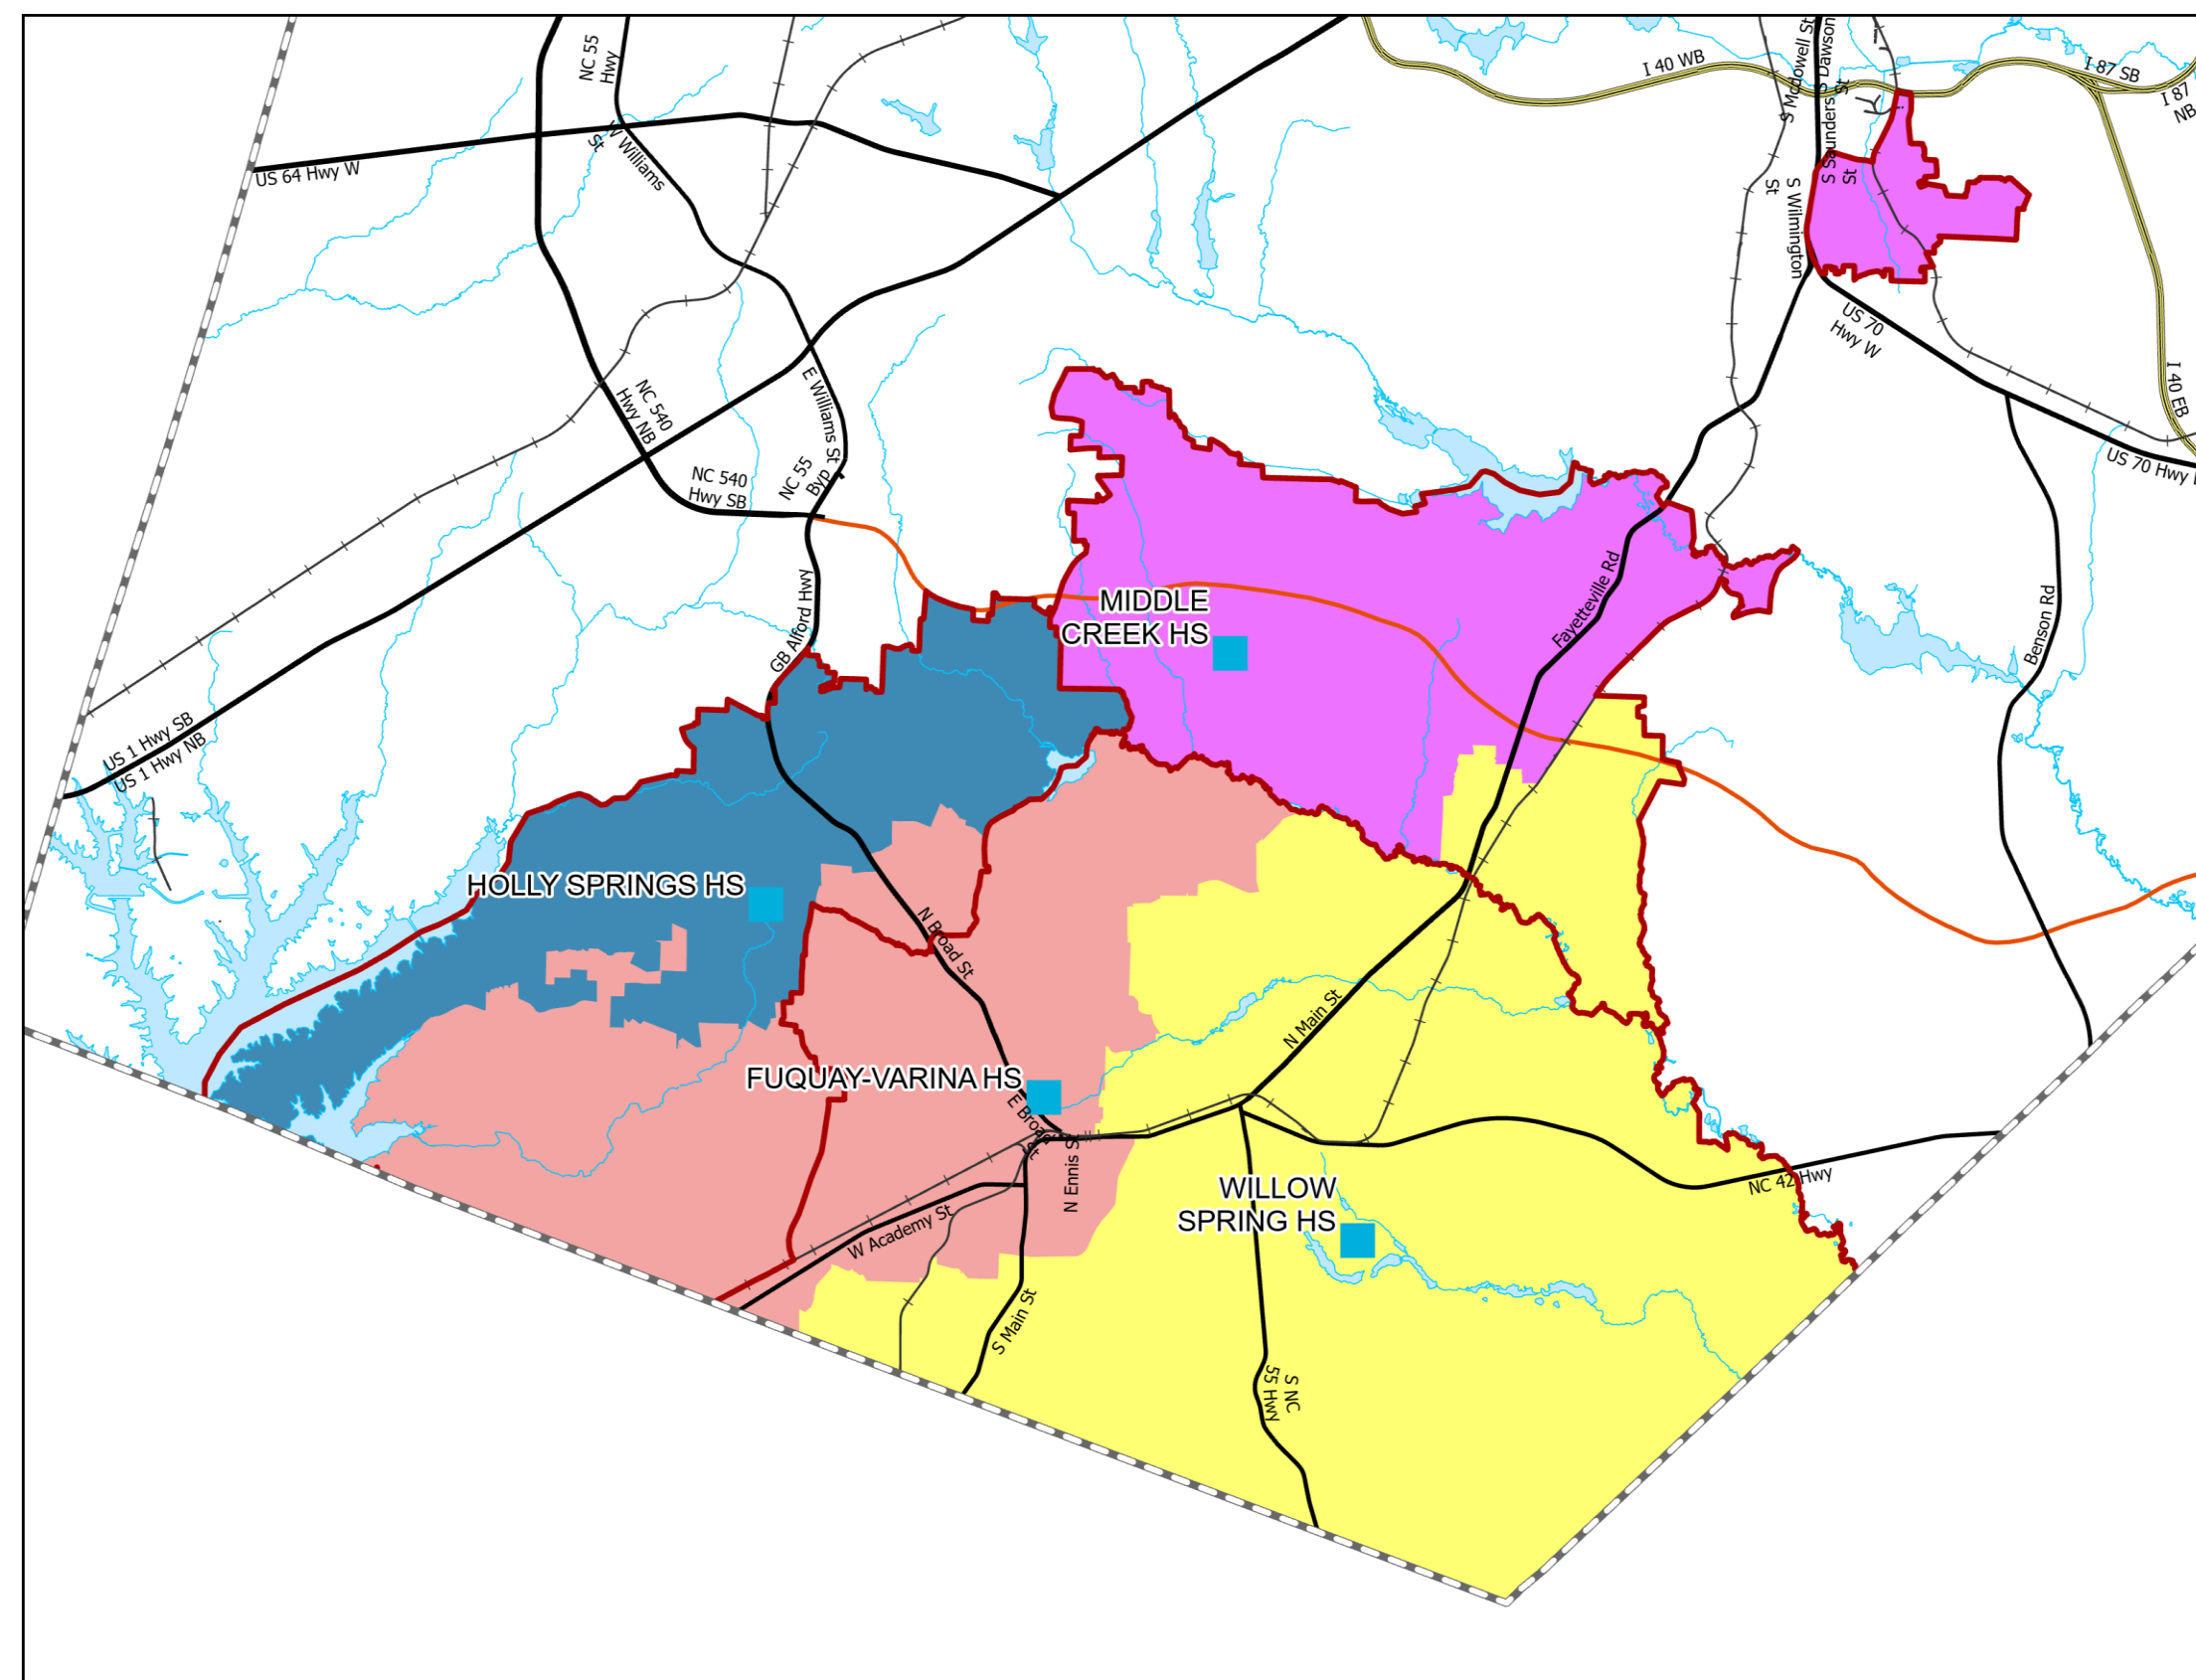 NC 55
Hwy
S Mcdowell St
S Dawson
St
I 40 WB
I 87 SB
I 87
NB
W Williams
St
US 64 Hwy W
S Saunders
St
S Wilmington
St
US 70
Hwy W
I 40 EB
NC 540
Hwy NB
E Williams St
NC 55
Byp
NC 540
Hwy SB
US 70 Hwy
GB Alford Hwy
MIDDLE
CREEK HS
Fayetteville Rd
Benson Rd
US 1 Hwy SB
US 1 Hwy NB
HOLLY SPRINGS HS
N Broad St
N Main St
FUQUAY-VARINA HS
E Broad
St
N Ennis St
WILLOW
SPRING HS
NC 42 Hwy
W Academy St
S Main St
S NC
55 Hwy